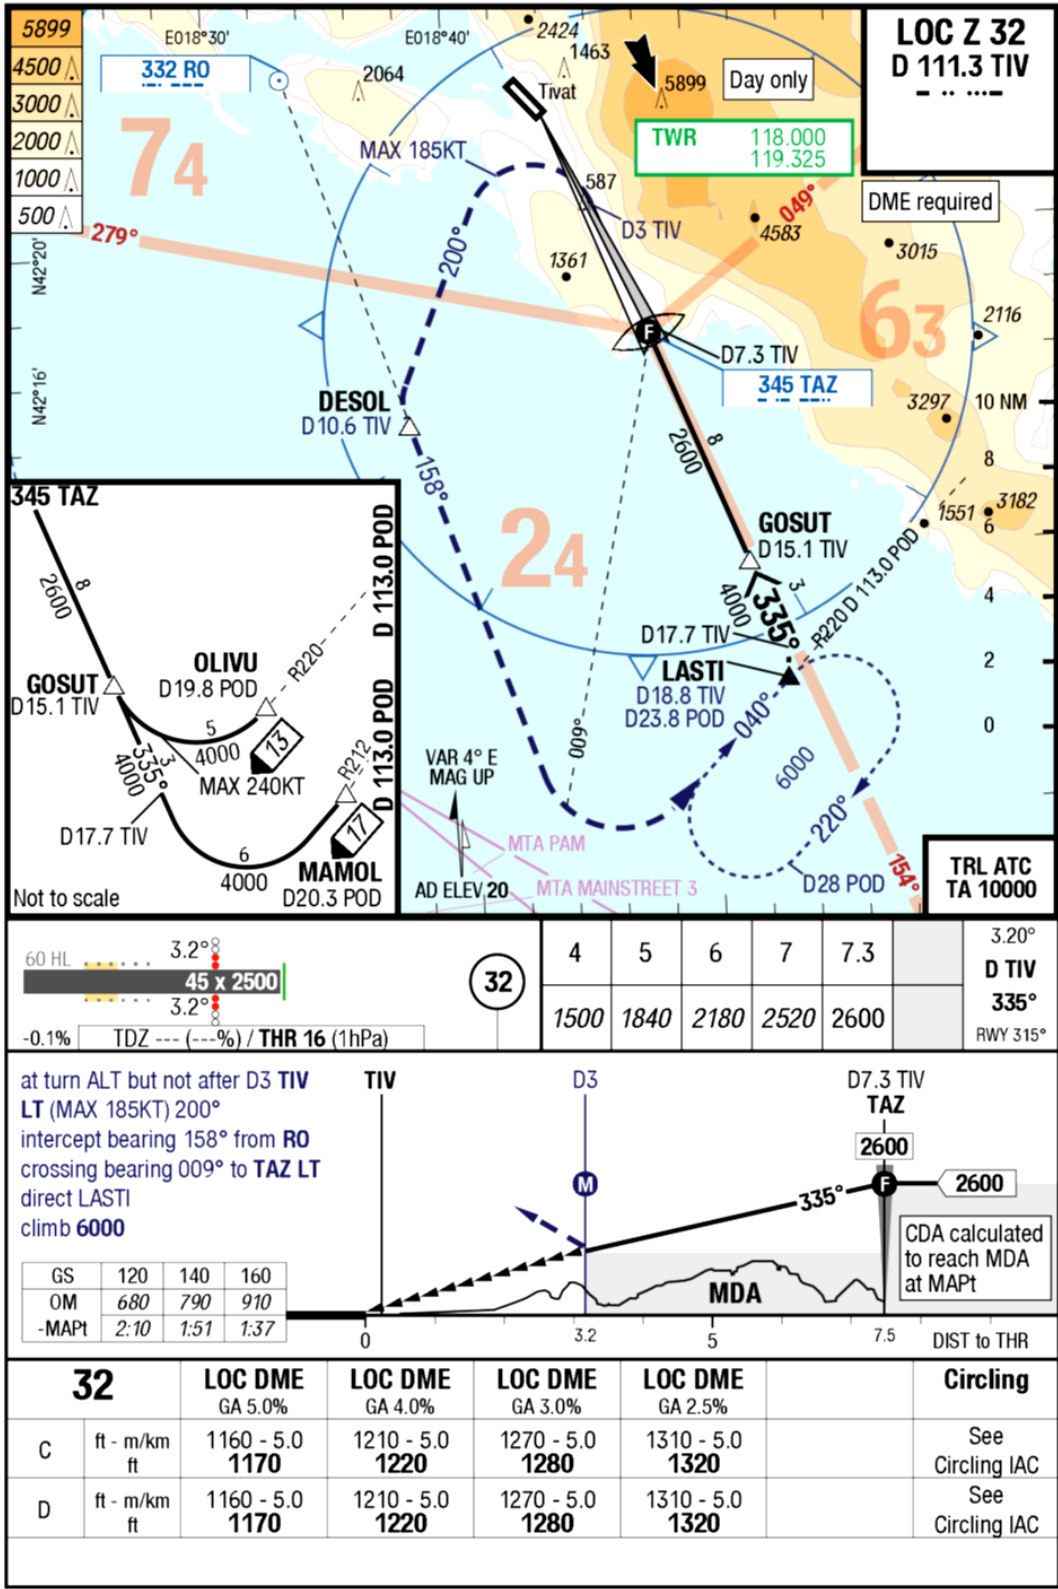 5899
4500
3000
2000
1000
500
E018°30'
E018°40'
332 RO
2064
2424
1463
Tivat
5899
Day only
LOC Z 32
D 111.3 TIV
TWR 118.000
119.325
DME required
74
MAX 185KT
587
D3 TIV
049°
4583
3015
279°
200°
1361
N42°20'
63
2116
F
D7.3 TIV
345 TAZ
N42°16'
DESOL
D10.6 TIV
3297
10 NM
8
6
4
2
0
8
2600
158°
24
GOSUT
D15.1 TIV
1551
3182
3
4000
335°
R220 D 113.0 POD
D17.7 TIV
LASTI
D18.8 TIV
D23.8 POD
040°
009°
6000
220°
D28 POD
154°
VAR 4° E
MAG UP
AD ELEV 20
MTA PAM
MTA MAINSTREET 3
TRL ATC
TA 10000
345 TAZ
8
2600
D 113.0 POD
OLIVU
D19.8 POD
R220
GOSUT
D15.1 TIV
5
4000
13
3
335°
4000
MAX 240KT
R212
D 113.0 POD
D17.7 TIV
17
6
4000
MAMOL
D20.3 POD
Not to scale
60 HL
3.2°
45 x 2500
3.2°
-0.1%
TDZ --- (---%) / THR 16 (1hPa)
32
4 5 6 7 7.3
1500 1840 2180 2520 2600
3.20°
D TIV
335°
RWY 315°
at turn ALT but not after D3 TIV
LT (MAX 185KT) 200°
intercept bearing 158° from RO
crossing bearing 009° to TAZ LT
direct LASTI
climb 6000
TIV
D3
D7.3 TIV
TAZ
2600
M
F
335°
2600
CDA calculated
to reach MDA
at MAPt
MDA
GS 120 140 160
OM 680 790 910
-MAPt 2:10 1:51 1:37
0 3.2 5 7.5 DIST to THR
32 LOC DME LOC DME LOC DME LOC DME Circling
GA 5.0% GA 4.0% GA 3.0% GA 2.5%
C ft - m/km 1160 - 5.0 1210 - 5.0 1270 - 5.0 1310 - 5.0 See
ft 1170 1220 1280 1320 Circling IAC
D ft - m/km 1160 - 5.0 1210 - 5.0 1270 - 5.0 1310 - 5.0 See
ft 1170 1220 1280 1320 Circling IAC